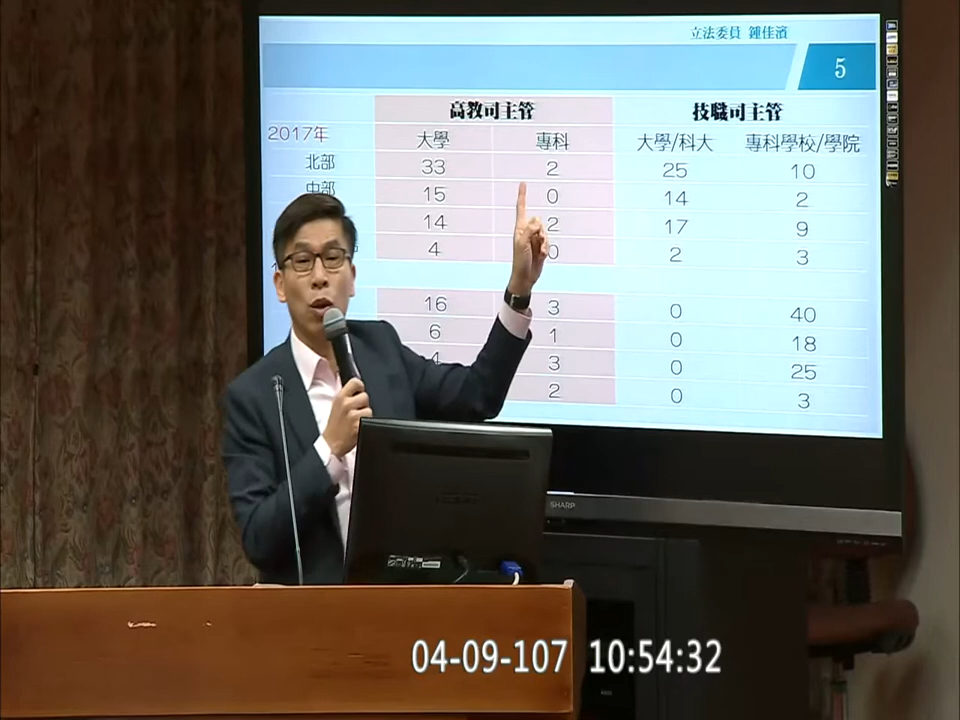 立法委員 鍾佳濱
5
高教司主管 技職司主管
2017年 大學 專科 大學/科大 專科學校/學院
北部 33 2 25 10
中部 15 0 14 2
14 2 17 9
4 0 2 3
16 3 0 40
6 1 0 18
4 3 0 25
2 0 3
SHARP
04-09-107 10:54:32